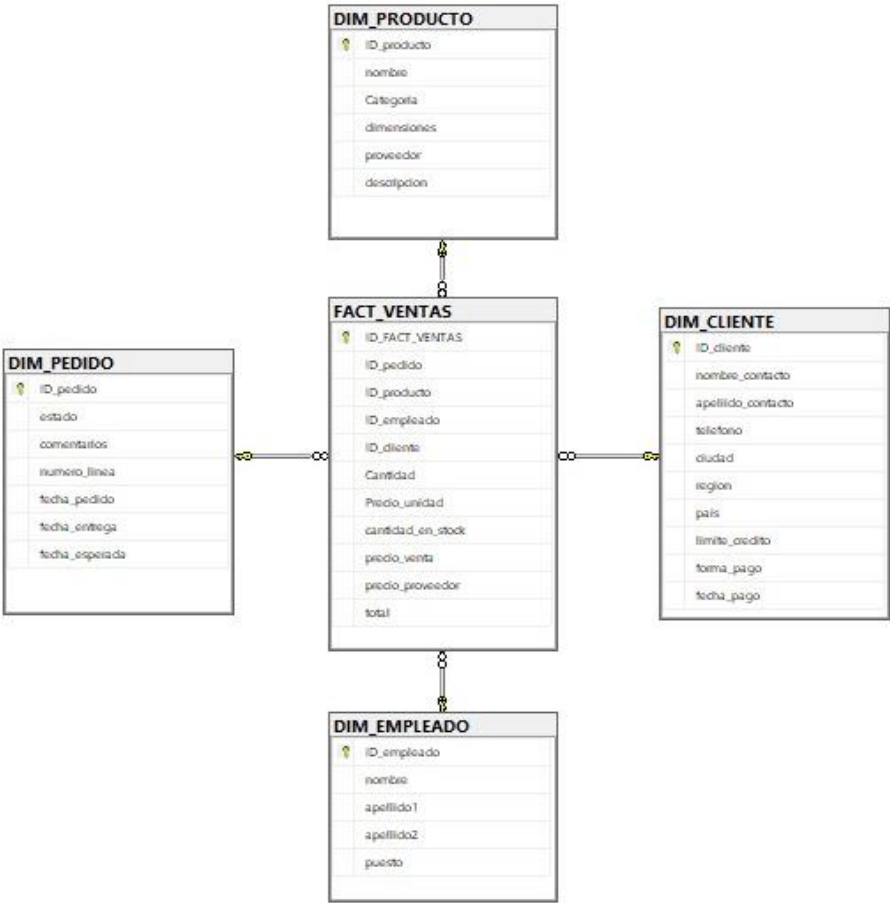 DIM_PRODUCTO
ID_producto
nombre
Categoria
dimensiones
proveedor
descripcion
FACT_VENTAS
ID_FACT_VENTAS
ID_pedido
ID_producto
ID_empleado
ID_cliente
Cantidad
Precio_unidad
cantidad_en_stock
precio_venta
precio_proveedor
total
DIM_PEDIDO
ID_pedido
estado
comentarios
numero_linea
fecha_pedido
fecha_entrega
fecha_esperada
DIM_CLIENTE
ID_cliente
nombre_contacto
apellido_contacto
telefono
ciudad
region
pais
limite_credito
forma_pago
fecha_pago
DIM_EMPLEADO
ID_empleado
nombre
apellido1
apellido2
puesto